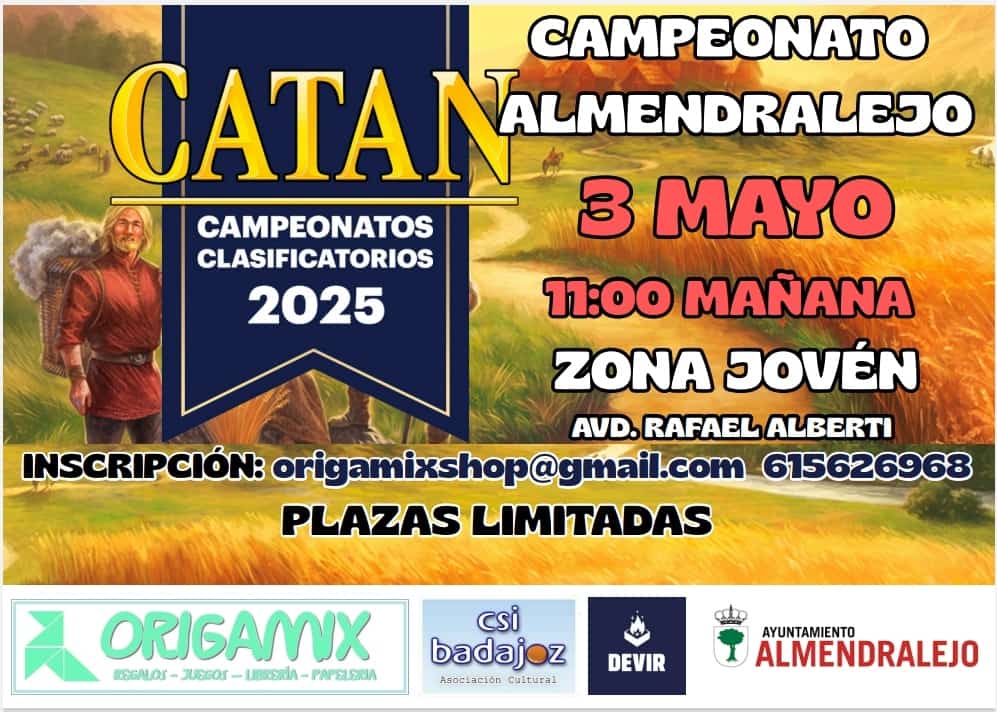 CATAN
CAMPEONATOS
CLASIFICATORIOS
2025
CAMPEONATO
ALMENDRALEJO
3 MAYO
11:00 MAÑANA
ZONA JOVÉN
AVD. RAFAEL ALBERTI
INSCRIPCIÓN: origamixshop@gmail.com 615626968
PLAZAS LIMITADAS
ORIGAMIX
REGALOS – JUEGOS – LIBRERÍA – PAPELERIA
csi
badajoz
Asociación Cultural
DEVIR
AYUNTAMIENTO
ALMENDRALEJO